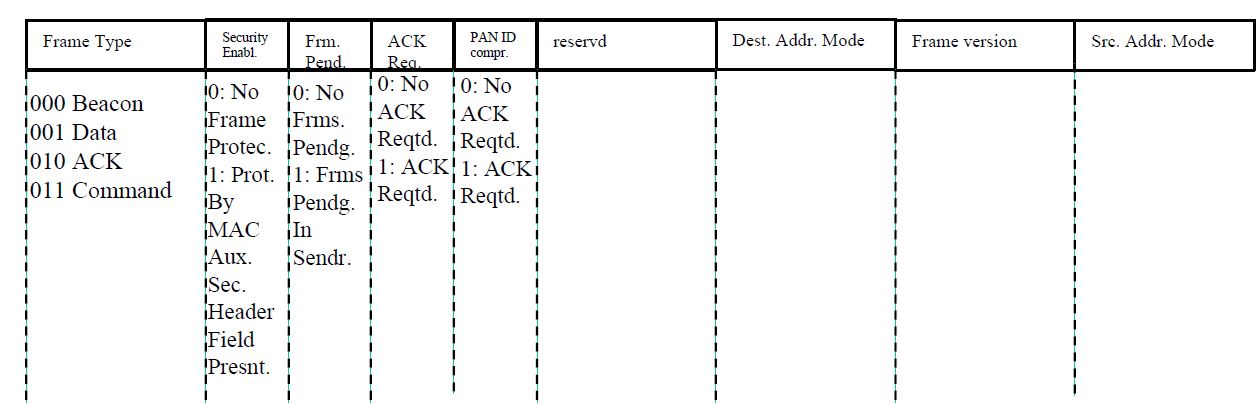 Frame Type
Security
Enabl.
Frm.
Pend.
ACK
Req.
PAN ID
compr.
reservd
Dest. Addr. Mode
Frame version
Src. Addr. Mode
000 Beacon
001 Data
010 ACK
011 Command
0: No
Frame
Protec.
1: Prot.
By
MAC
Aux.
Sec.
Header
Field
Presnt.
0: No
Frms.
Pendg.
1: Frms
Pendg.
In
Sendr.
0: No
ACK
Reqtd.
1: ACK
Reqtd.
0: No
ACK
Reqtd.
1: ACK
Reqtd.